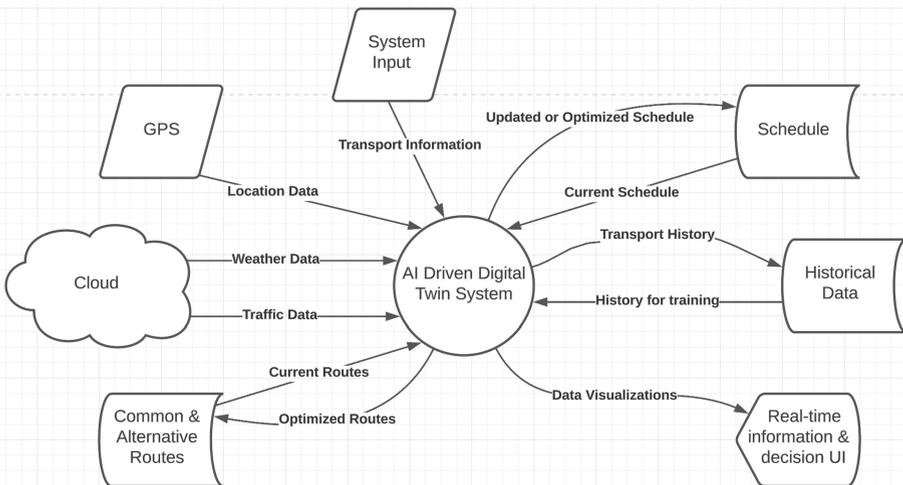 System
Input
GPS
Updated or Optimized Schedule
Schedule
Transport Information
Location Data
Current Schedule
Transport History
Weather Data
AI Driven Digital
Twin System
Cloud
Historical
Data
History for training
Traffic Data
Current Routes
Data Visualizations
Common &
Alternative
Routes
Optimized Routes
Real-time
information &
decision UI